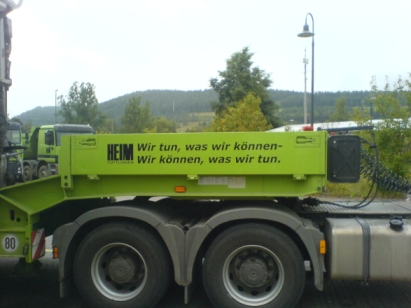 HEIM
Wir tun, was wir können-
Wir können, was wir tun.
80